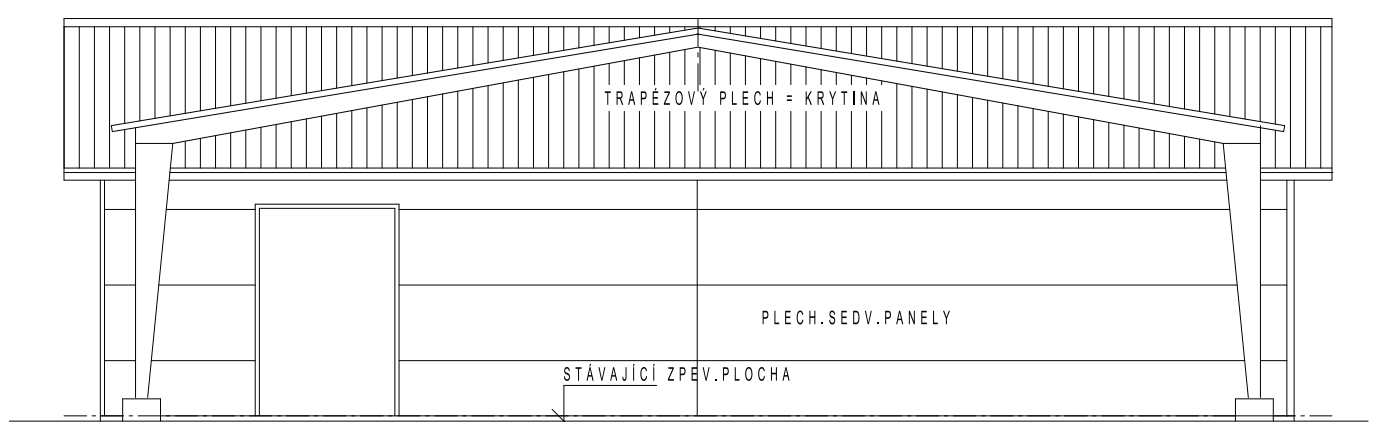 TRAPÉZOVÝ PLECH = KRYTINA
PLECH.SEDV.PANELY
STÁVAJÍCÍ ZPEV.PLOCHA